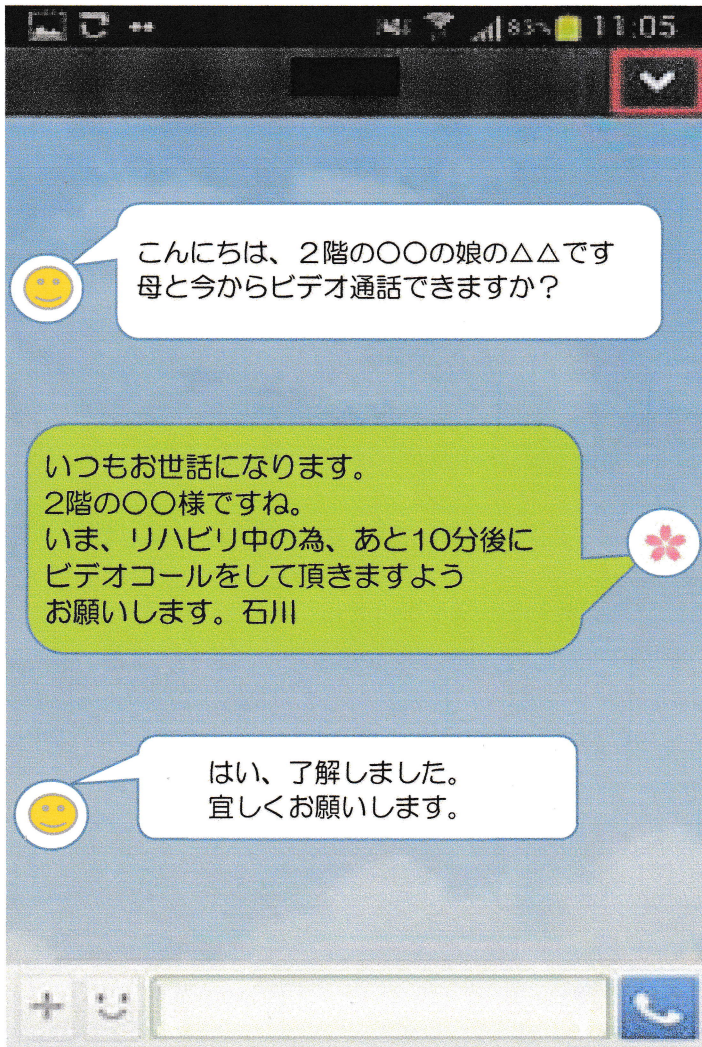 83%
11:05
こんにちは、2階の〇〇の娘の△△です
母と今からビデオ通話できますか？
いつもお世話になります。
2階の〇〇様ですね。
いま、リハビリ中の為、あと10分後に
ビデオコールをして頂きますよう
お願いします。石川
はい、了解しました。
宜しくお願いします。